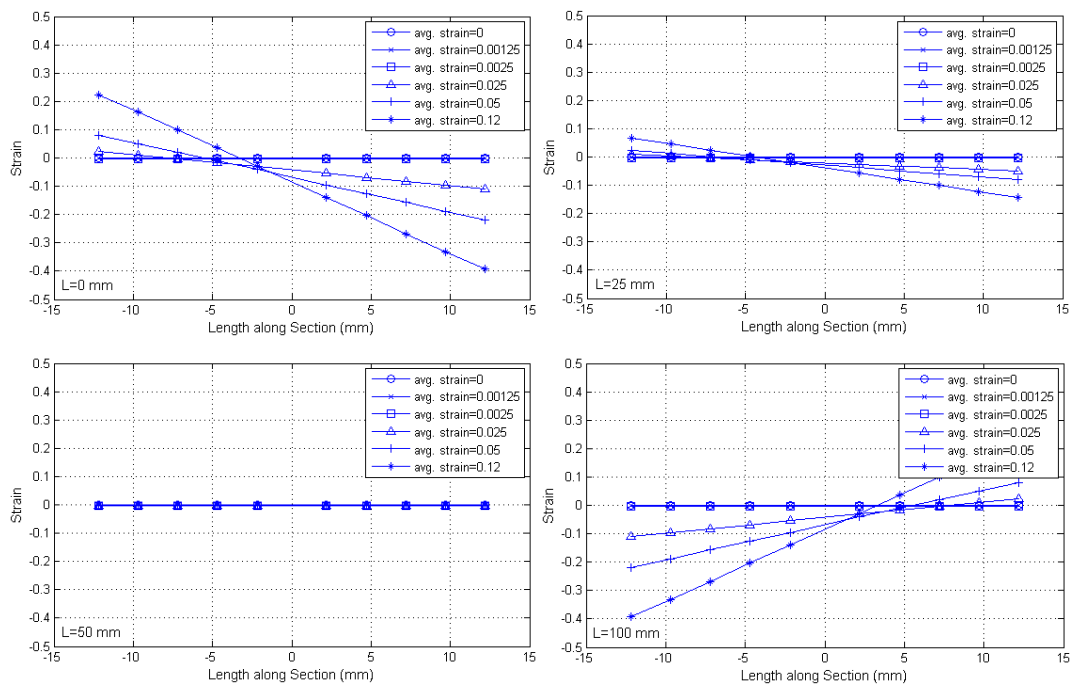 0.5
0.4
0.3
0.2
0.1
0
-0.1
-0.2
-0.3
-0.4
-0.5
Strain
avg. strain=0
avg. strain=0.00125
avg. strain=0.0025
avg. strain=0.025
avg. strain=0.05
avg. strain=0.12
L=0 mm
-15 -10 -5 0 5 10 15
Length along Section (mm)
0.5
0.4
0.3
0.2
0.1
0
-0.1
-0.2
-0.3
-0.4
-0.5
Strain
avg. strain=0
avg. strain=0.00125
avg. strain=0.0025
avg. strain=0.025
avg. strain=0.05
avg. strain=0.12
L=25 mm
-15 -10 -5 0 5 10 15
Length along Section (mm)
0.5
0.4
0.3
0.2
0.1
0
-0.1
-0.2
-0.3
-0.4
-0.5
Strain
avg. strain=0
avg. strain=0.00125
avg. strain=0.0025
avg. strain=0.025
avg. strain=0.05
avg. strain=0.12
L=50 mm
-15 -10 -5 0 5 10 15
Length along Section (mm)
0.5
0.4
0.3
0.2
0.1
0
-0.1
-0.2
-0.3
-0.4
-0.5
Strain
avg. strain=0
avg. strain=0.00125
avg. strain=0.0025
avg. strain=0.025
avg. strain=0.05
avg. strain=0.12
L=100 mm
-15 -10 -5 0 5 10 15
Length along Section (mm)